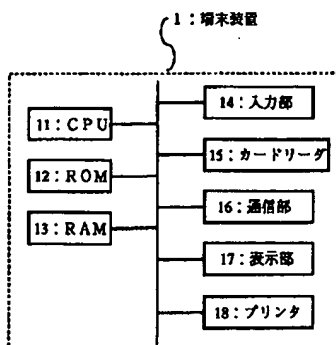 1：端末装置
11：CPU
12：ROM
13：RAM
14：入力部
15：カードリーダ
16：通信部
17：表示部
18：プリンタ